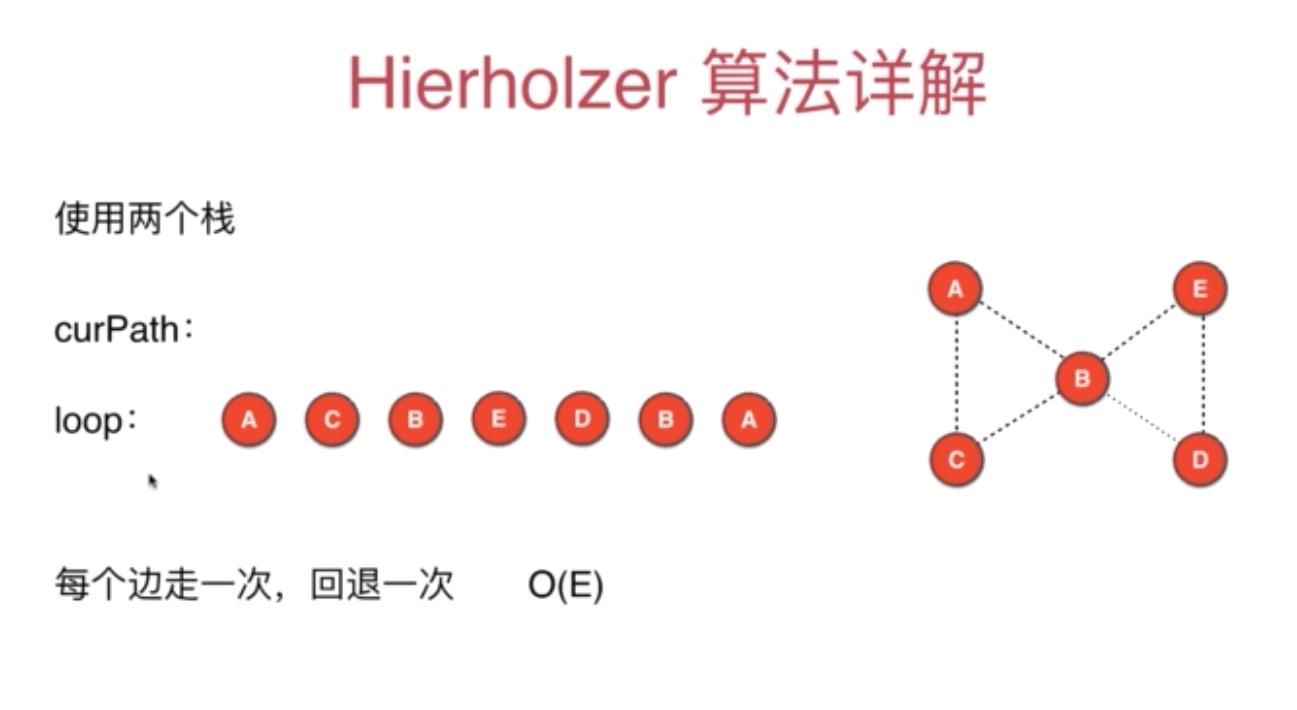 Hierholzer 算法详解
使用两个栈
curPath：
loop： A C B E D B A
A E
B
C D
每个边走一次，回退一次 O(E)